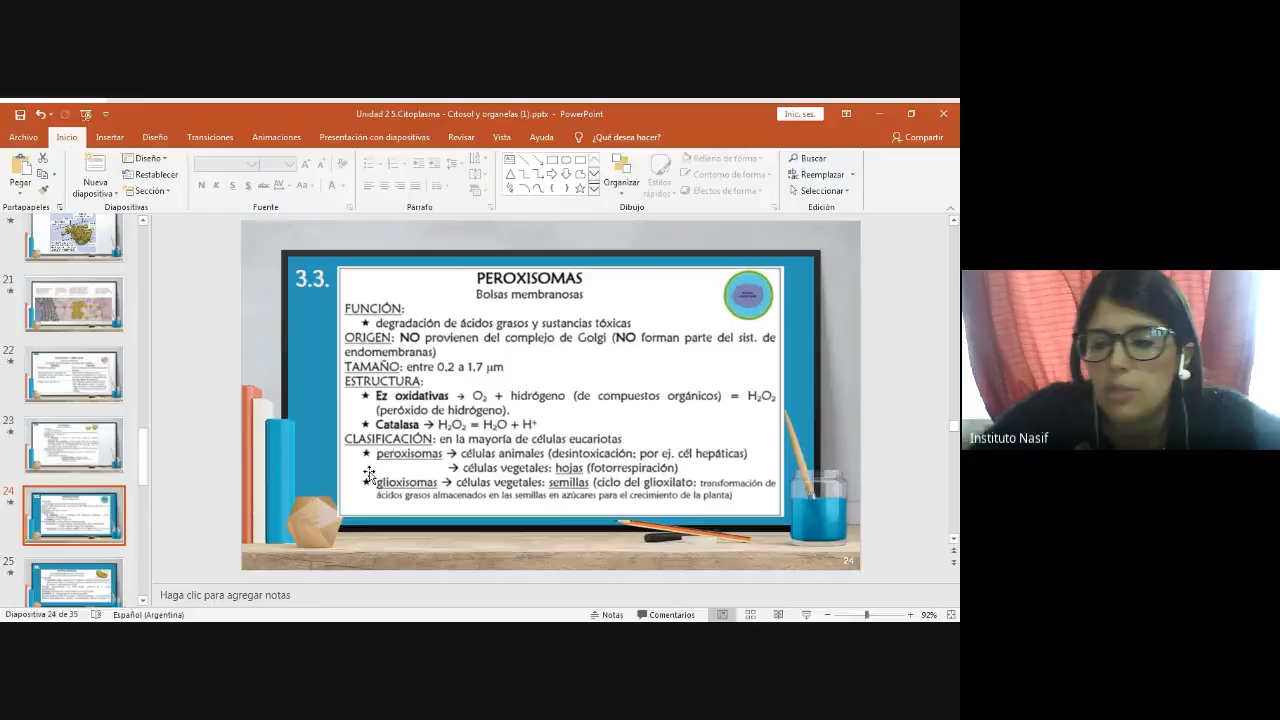 Unidad 2 5.Citoplasma - Citosol y organelas (1).pptx - PowerPoint
Inic. ses.
Archivo Inicio Insertar Diseño Transiciones Animaciones Presentación con diapositivas Revisar Vista Ayuda ¿Qué desea hacer? Compartir
Pegar
Nueva diapositiva
Diseño
Restablecer
Sección
N K S S abc AV Aa A
Organizar
Estilos rápidos
Relleno de forma
Contorno de forma
Efectos de forma
Buscar
Reemplazar
Seleccionar
Portapapeles Diapositivas Fuente Párrafo Dibujo Edición
21
22
23
24
25
3.3.
PEROXISOMAS
Bolsas membranosas
FUNCIÓN:
★ degradación de ácidos grasos y sustancias tóxicas
ORIGEN: NO provienen del complejo de Golgi (NO forman parte del sist. de
endomembranas)
TAMAÑO: entre 0.2 a 1.7 µm
ESTRUCTURA:
★ Ez oxidativas → O₂ + hidrógeno (de compuestos orgánicos) = H₂O₂
(peróxido de hidrógeno).
★ Catalasa → H₂O₂ = H₂O + H⁺
CLASIFICACIÓN: en la mayoría de células eucariotas
★ peroxisomas → células animales (desintoxicación; por ej. cél hepáticas)
→ células vegetales: hojas (fotorrespiración)
★ glioxisomas → células vegetales: semillas (ciclo del glioxilato: transformación de
ácidos grasos almacenados en las semillas en azúcares para el crecimiento de la planta)
24
Haga clic para agregar notas
Diapositiva 24 de 35 Español (Argentina) Notas Comentarios 92%
Instituto Nasif